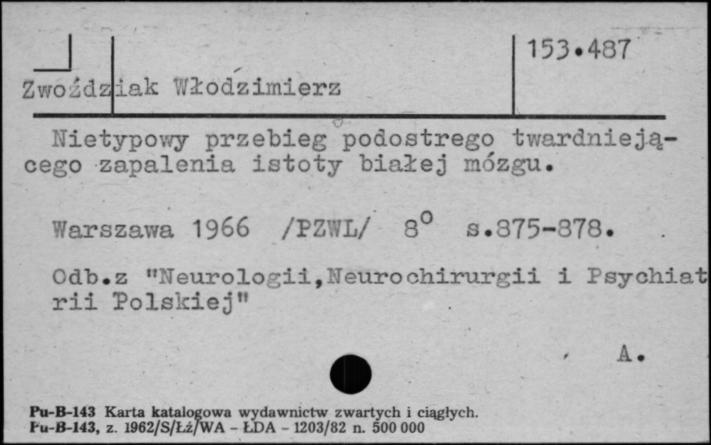 153.487
Zwoździak Włodzimierz
Nietypowy przebieg podostrego twardnieją-
cego zapalenia istoty białej mózgu.
Warszawa 1966 /PZWL/ 8° s.875-878.
Odb.z "Neurologii,Neurochirurgii i Psychiat
rii Polskiej"
A.
Pu-B-143 Karta katalogowa wydawnictw zwartych i ciągłych.
Pu-B-143, z. 1962/S/Łż/WA - ŁDA - 1203/82 n. 500 000